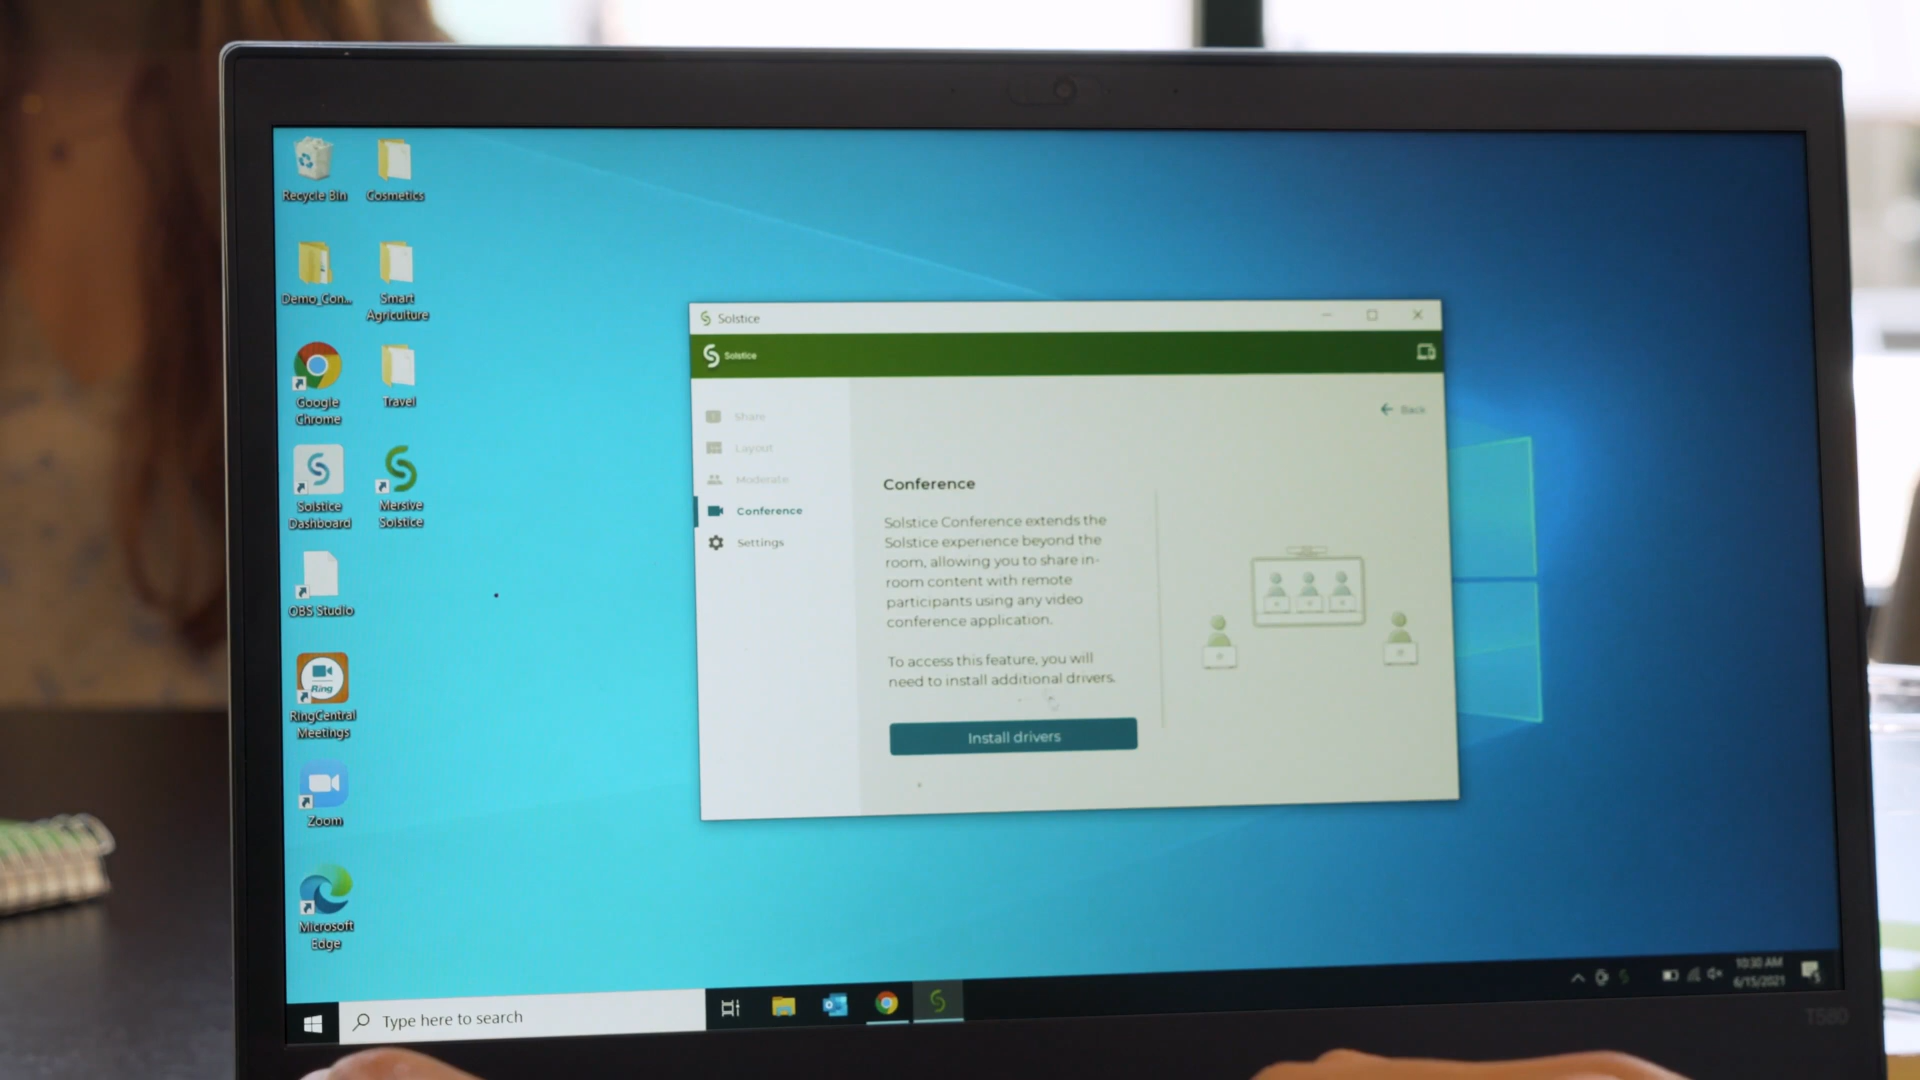 Recycle Bin
Cosmetics
Demo_Con...
Smart
Agriculture
Google
Chrome
Travel
Solstice
Dashboard
Mersive
Solstice
OBS Studio
Ring
RingCentral
Meetings
Zoom
Microsoft
Edge
Solstice
Solstice
Share
Layout
Moderate
Conference
Settings
Back
Conference
Solstice Conference extends the
Solstice experience beyond the
room, allowing you to share in-
room content with remote
participants using any video
conference application.
To access this feature, you will
need to install additional drivers.
Install drivers
Type here to search
10:30 AM
6/15/2021
T580